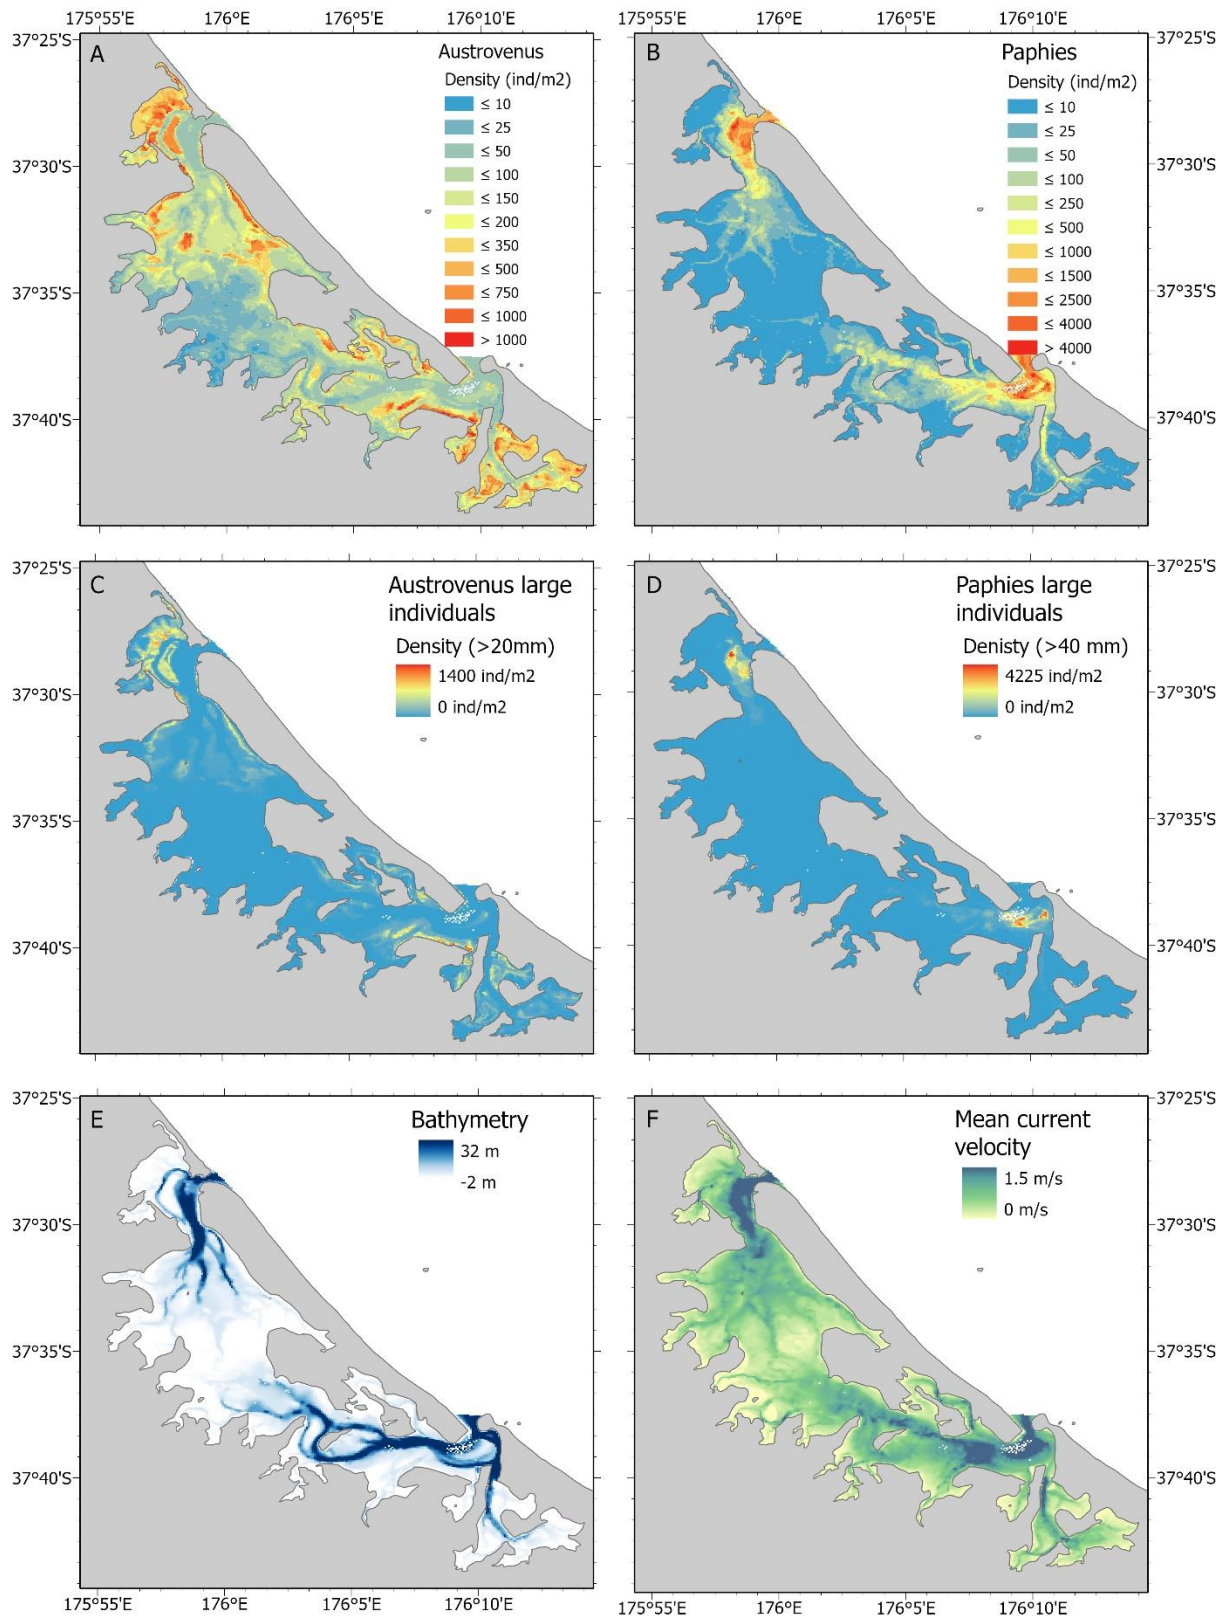 175°55'E 176°E 176°5'E 176°10'E
175°55'E 176°E 176°5'E 176°10'E
37°25'S
37°30'S
37°35'S
37°40'S
A
Austrovenus
Density (ind/m2)
≤ 10
≤ 25
≤ 50
≤ 100
≤ 150
≤ 200
≤ 350
≤ 500
≤ 750
≤ 1000
> 1000
B
Paphies
Density (ind/m2)
≤ 10
≤ 25
≤ 50
≤ 100
≤ 250
≤ 500
≤ 1000
≤ 1500
≤ 2500
≤ 4000
> 4000
37°25'S
37°30'S
37°35'S
37°40'S
37°25'S
37°30'S
37°35'S
37°40'S
C
Austrovenus large
individuals
Density (>20mm)
1400 ind/m2
0 ind/m2
D
Paphies large
individuals
Denisty (>40 mm)
4225 ind/m2
0 ind/m2
37°25'S
37°30'S
37°35'S
37°40'S
37°25'S
37°30'S
37°35'S
37°40'S
E
Bathymetry
32 m
-2 m
F
Mean current
velocity
1.5 m/s
0 m/s
37°25'S
37°30'S
37°35'S
37°40'S
175°55'E 176°E 176°5'E 176°10'E
175°55'E 176°E 176°5'E 176°10'E